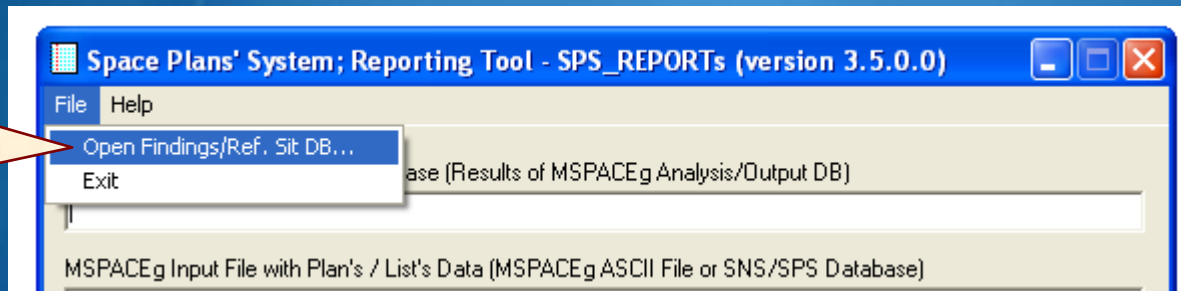 Space Plans' System; Reporting Tool - SPS_REPORTs (version 3.5.0.0)
File Help
Open Findings/Ref. Sit DB...
ase (Results of MSPACEg Analysis/Output DB)
Exit
MSPACEg Input File with Plan's / List's Data (MSPACEg ASCII File or SNS/SPS Database)